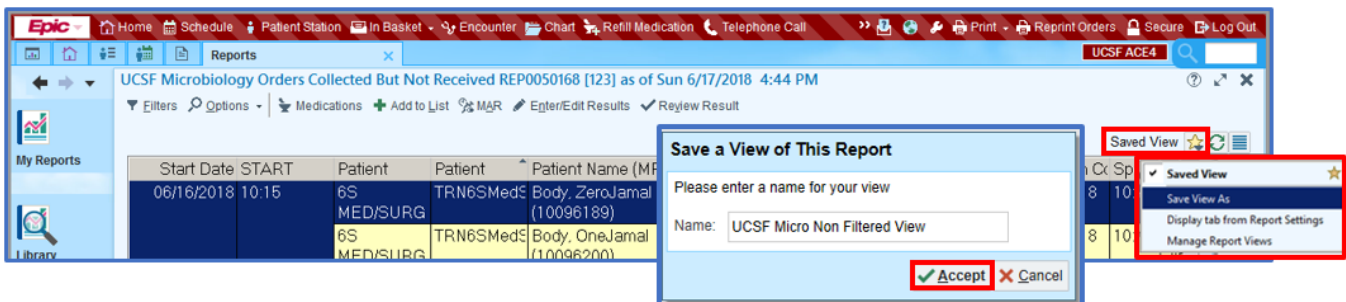 Epic Home Schedule Patient Station In Basket Encounter Chart Refill Medication Telephone Call Print Reprint Orders Secure Log Out
Reports UCSF ACE4
UCSF Microbiology Orders Collected But Not Received REP0050168 [123] as of Sun 6/17/2018 4:44 PM
Filters Options Medications Add to List MAR Enter/Edit Results Review Result
My Reports
Library
Saved View
Start Date START Patient Patient Patient Name (MR
06/16/2018 10:15 6S TRN6SMedS Body, ZeroJamal 8 10:
MED/SURG (10096189)
6S TRN6SMedS Body, OneJamal 8 10:
MED/SURG (10096200)
Save a View of This Report
Please enter a name for your view
Name: UCSF Micro Non Filtered View
Accept Cancel
Saved View
Save View As
Display tab from Report Settings
Manage Report Views